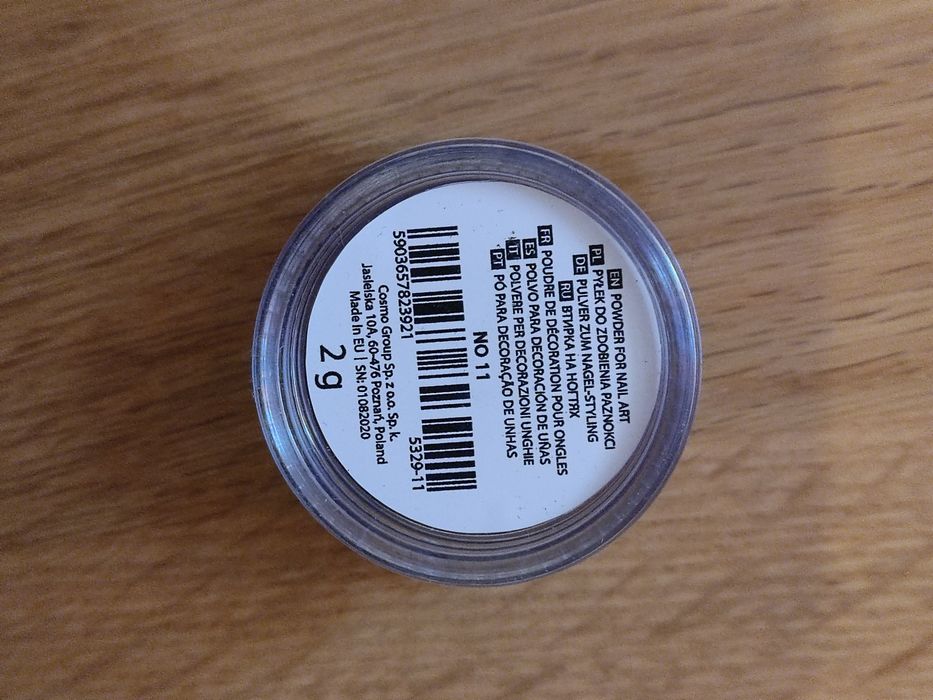 EN POWDER FOR NAIL ART
PL PYŁEK DO ZDOBIENIA PAZNOKCI
DE PULVER ZUM NAGEL-STYLING
RU ВТИРКА НА НОГТЯХ
FR POUDRE DE DÉCORATION POUR ONGLES
ES POLVO PARA DECORACIÓN DE UÑAS
IT POLVERE PER DECORAZIONI UNGHIE
PT PÓ PARA DECORAÇÃO DE UNHAS
NO 11
5903657823921
5329-11
Cosmo Group Sp. z o.o. Sp. k.
Jasielska 10A, 60-476 Poznań, Poland
Made in EU | SN: 01082020
2 g